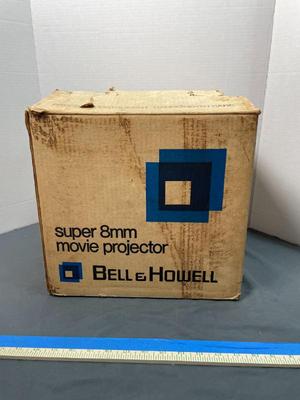 super 8mm
movie projector
BELL & HOWELL